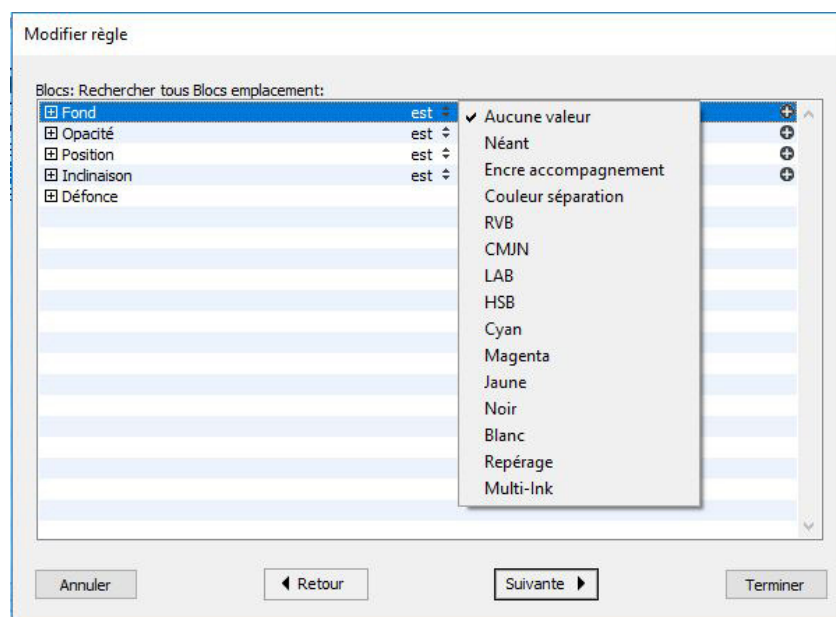 Modifier règle
Blocs: Rechercher tous Blocs emplacement:
Fond est
Opacité est
Position est
Inclinaison est
Défonce
Aucune valeur
Néant
Encre accompagnement
Couleur séparation
RVB
CMJN
LAB
HSB
Cyan
Magenta
Jaune
Noir
Blanc
Repérage
Multi-Ink
Annuler
Retour
Suivante
Terminer